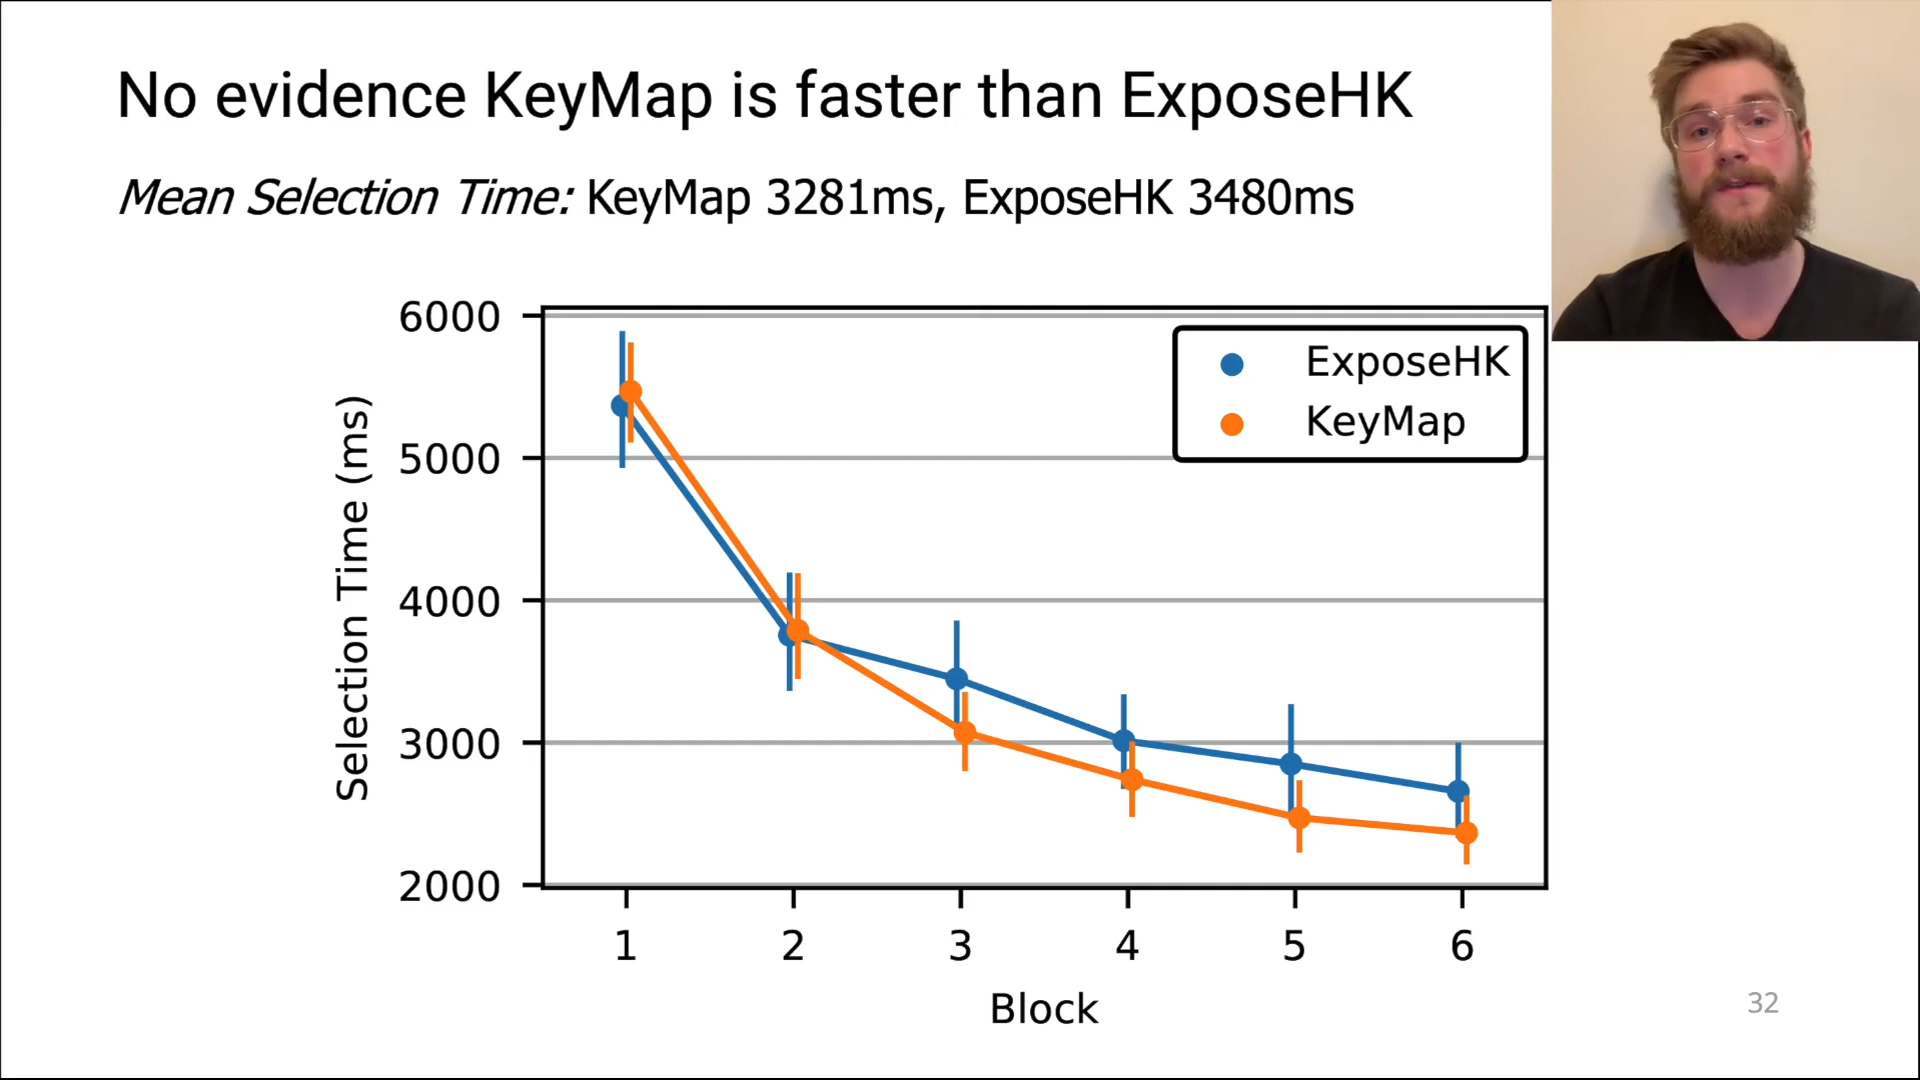 No evidence KeyMap is faster than ExposeHK
Mean Selection Time: KeyMap 3281ms, ExposeHK 3480ms
Selection Time (ms)
6000
5000
4000
3000
2000
ExposeHK
KeyMap
1 2 3 4 5 6
Block
32